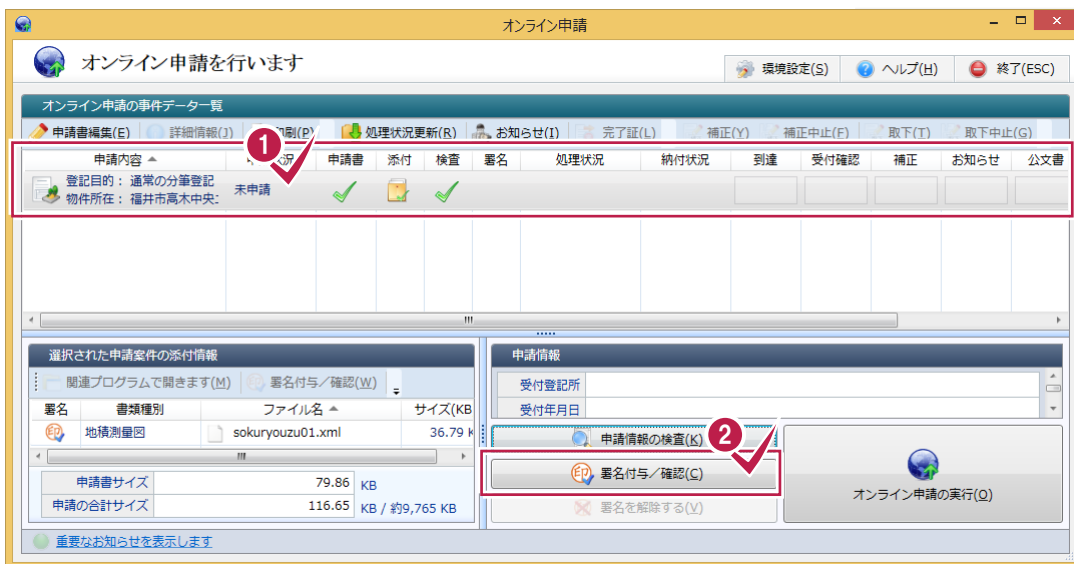 オンライン申請
オンライン申請を行います
環境設定(S) ヘルプ(H) 終了(ESC)
オンライン申請の事件データ一覧
申請書編集(E) 詳細情報(J) 印刷(P) 処理状況更新(R) お知らせ(I) 完了証(L) 補正(Y) 補正中止(F) 取下(T) 取下中止(G)
1
申請内容 状況 申請書 添付 検査 署名 処理状況 納付状況 到達 受付確認 補正 お知らせ 公文書
登記目的： 通常の分筆登記
物件所在： 福井市高木中央
未申請
選択された申請案件の添付情報
関連プログラムで開きます(M) 署名付与／確認(W)
署名 書類種別 ファイル名 サイズ(KB
印 地積測量図 sokuryouzu01.xml 36.79 K
申請書サイズ 79.86 KB
申請の合計サイズ 116.65 KB / 約9,765 KB
申請情報
受付登記所
受付年月日
申請情報の検査(K)
2
印 署名付与／確認(C)
署名を解除する(V)
オンライン申請の実行(O)
重要なお知らせを表示します